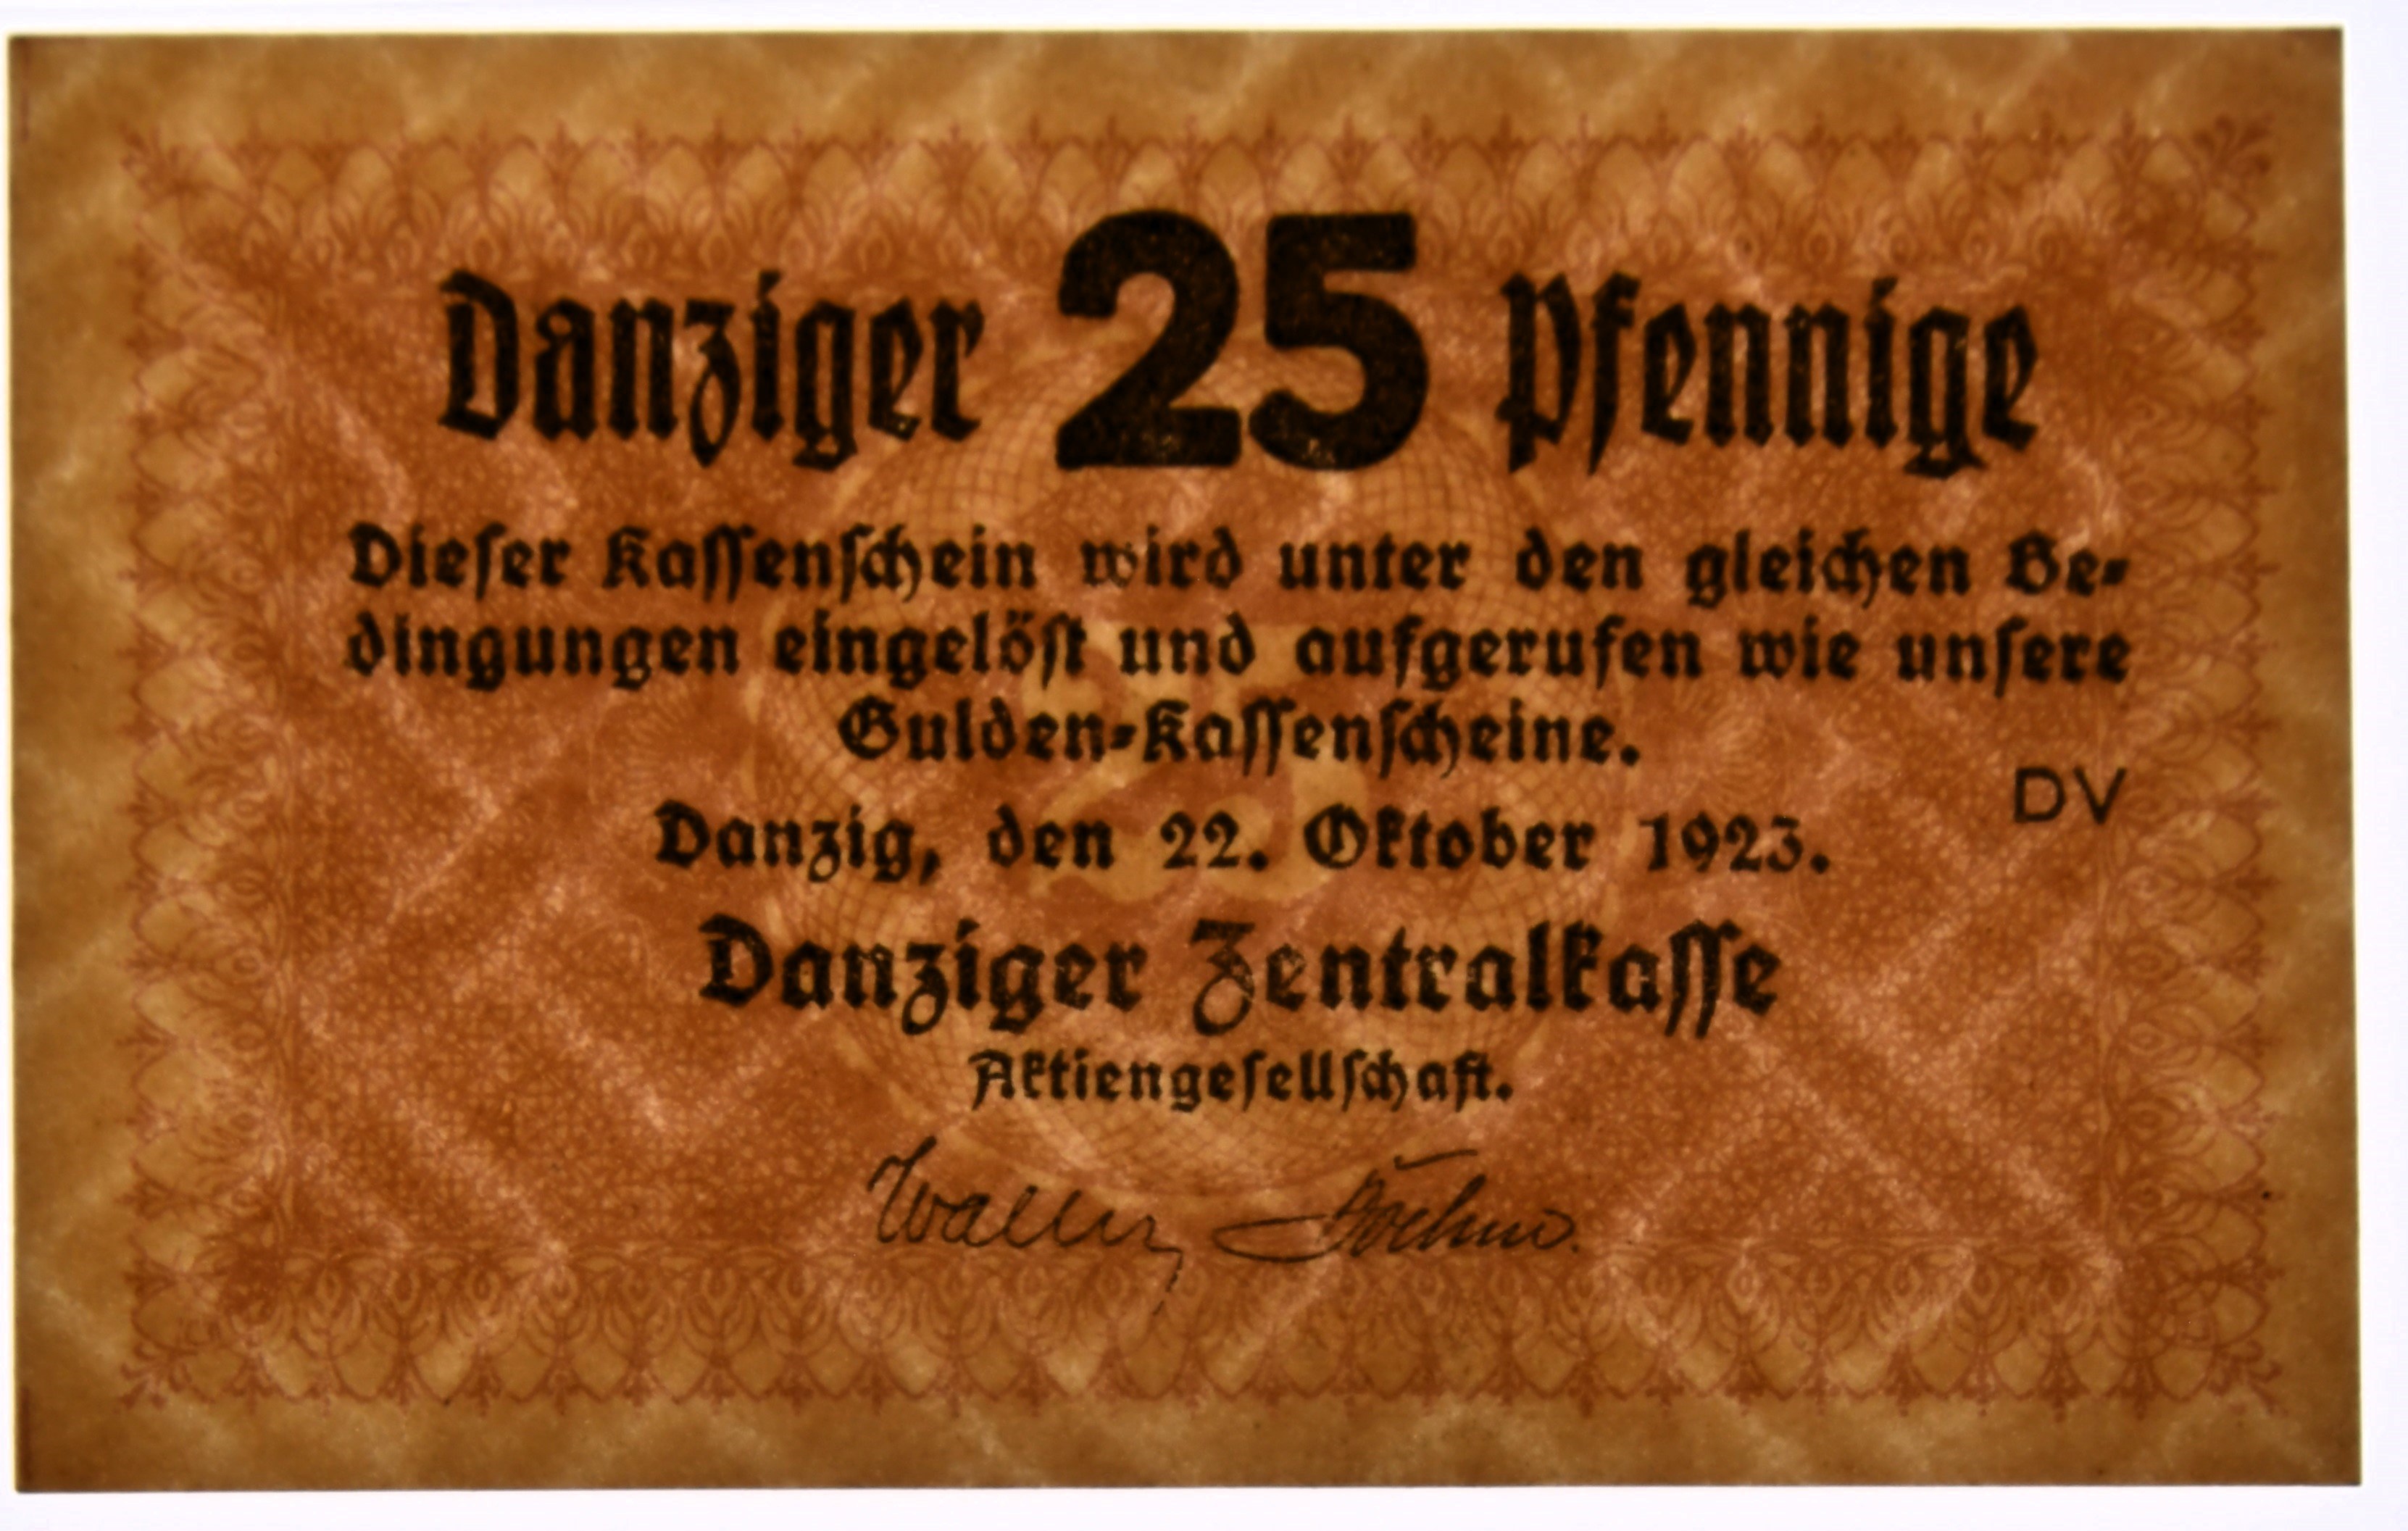 Danziger 25 Pfennige
Dieser Kassenschein wird unter den gleichen Be-
dingungen eingelöst und aufgerufen wie unsere
Gulden-Kassenscheine.
DV
Danzig, den 22. Oktober 1923.
Danziger Zentralkasse
Aktiengesellschaft.